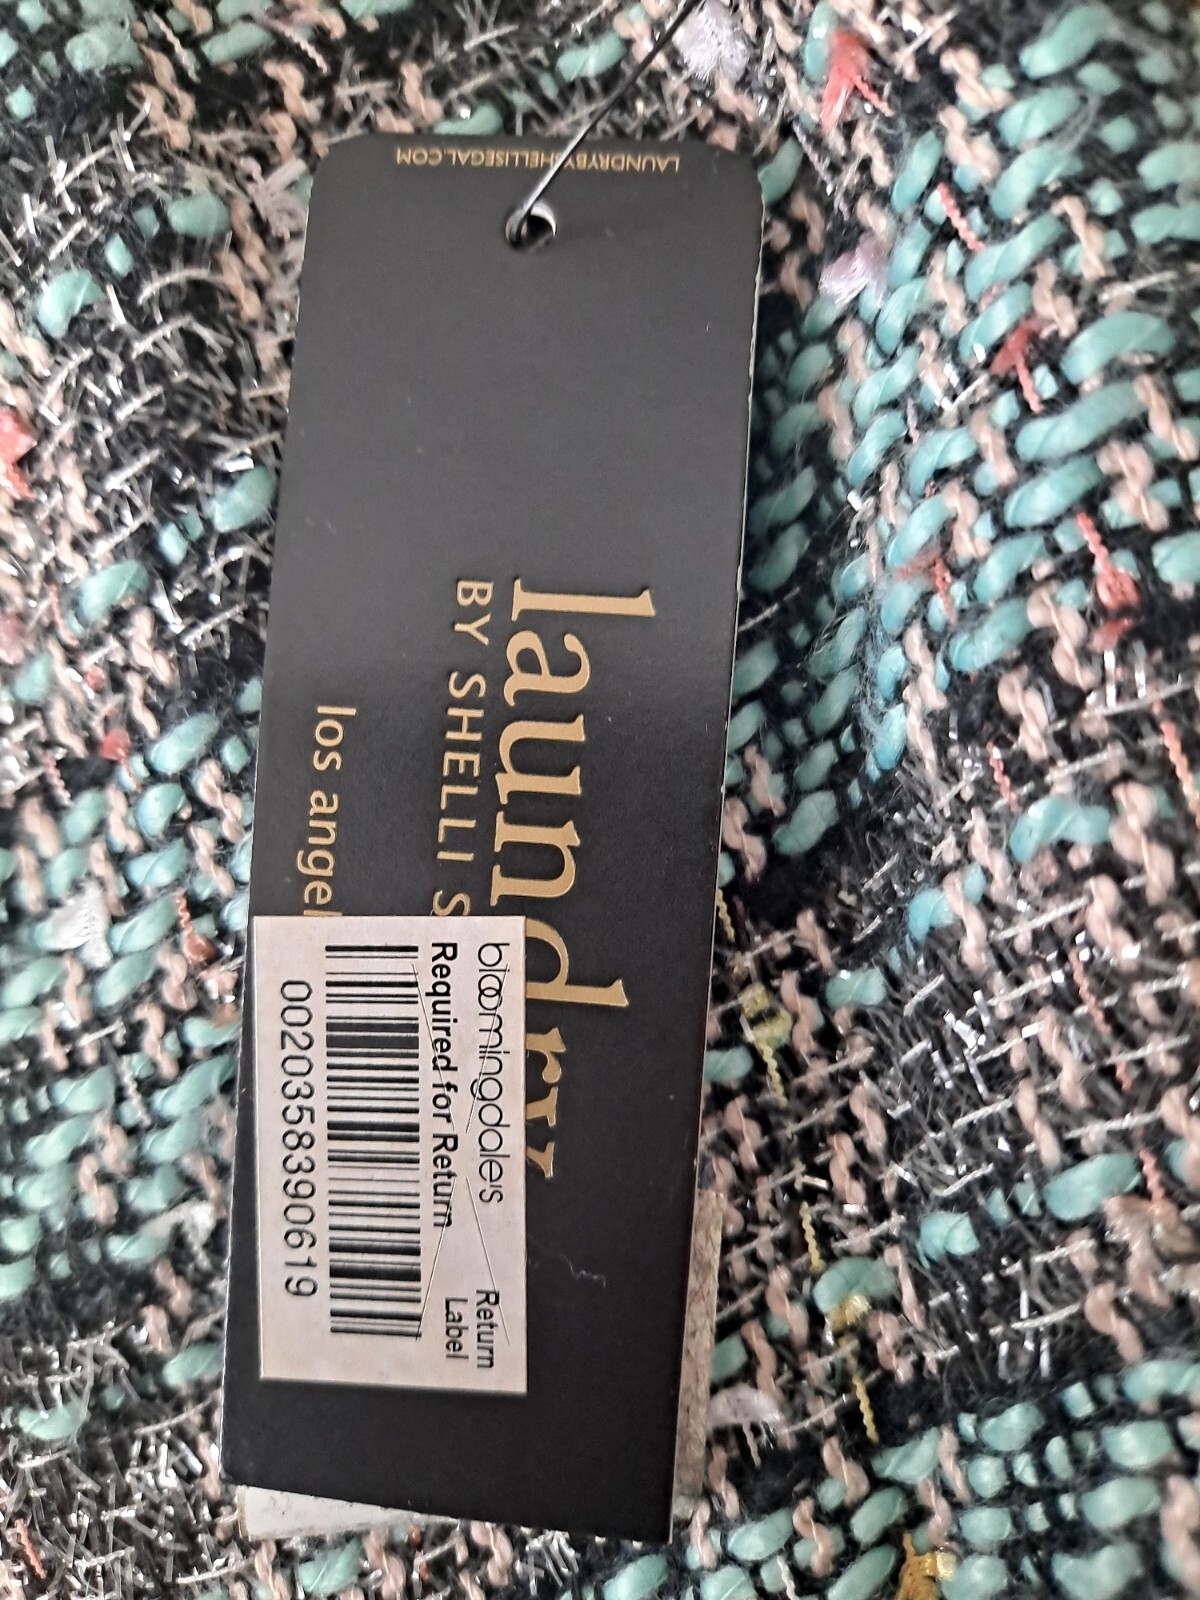 LAUNDRYBYSHELLISEGAL.COM
laundry
BY SHELLI S
los angel
bloomingdale's Return
Required for Return Label
0020358390619